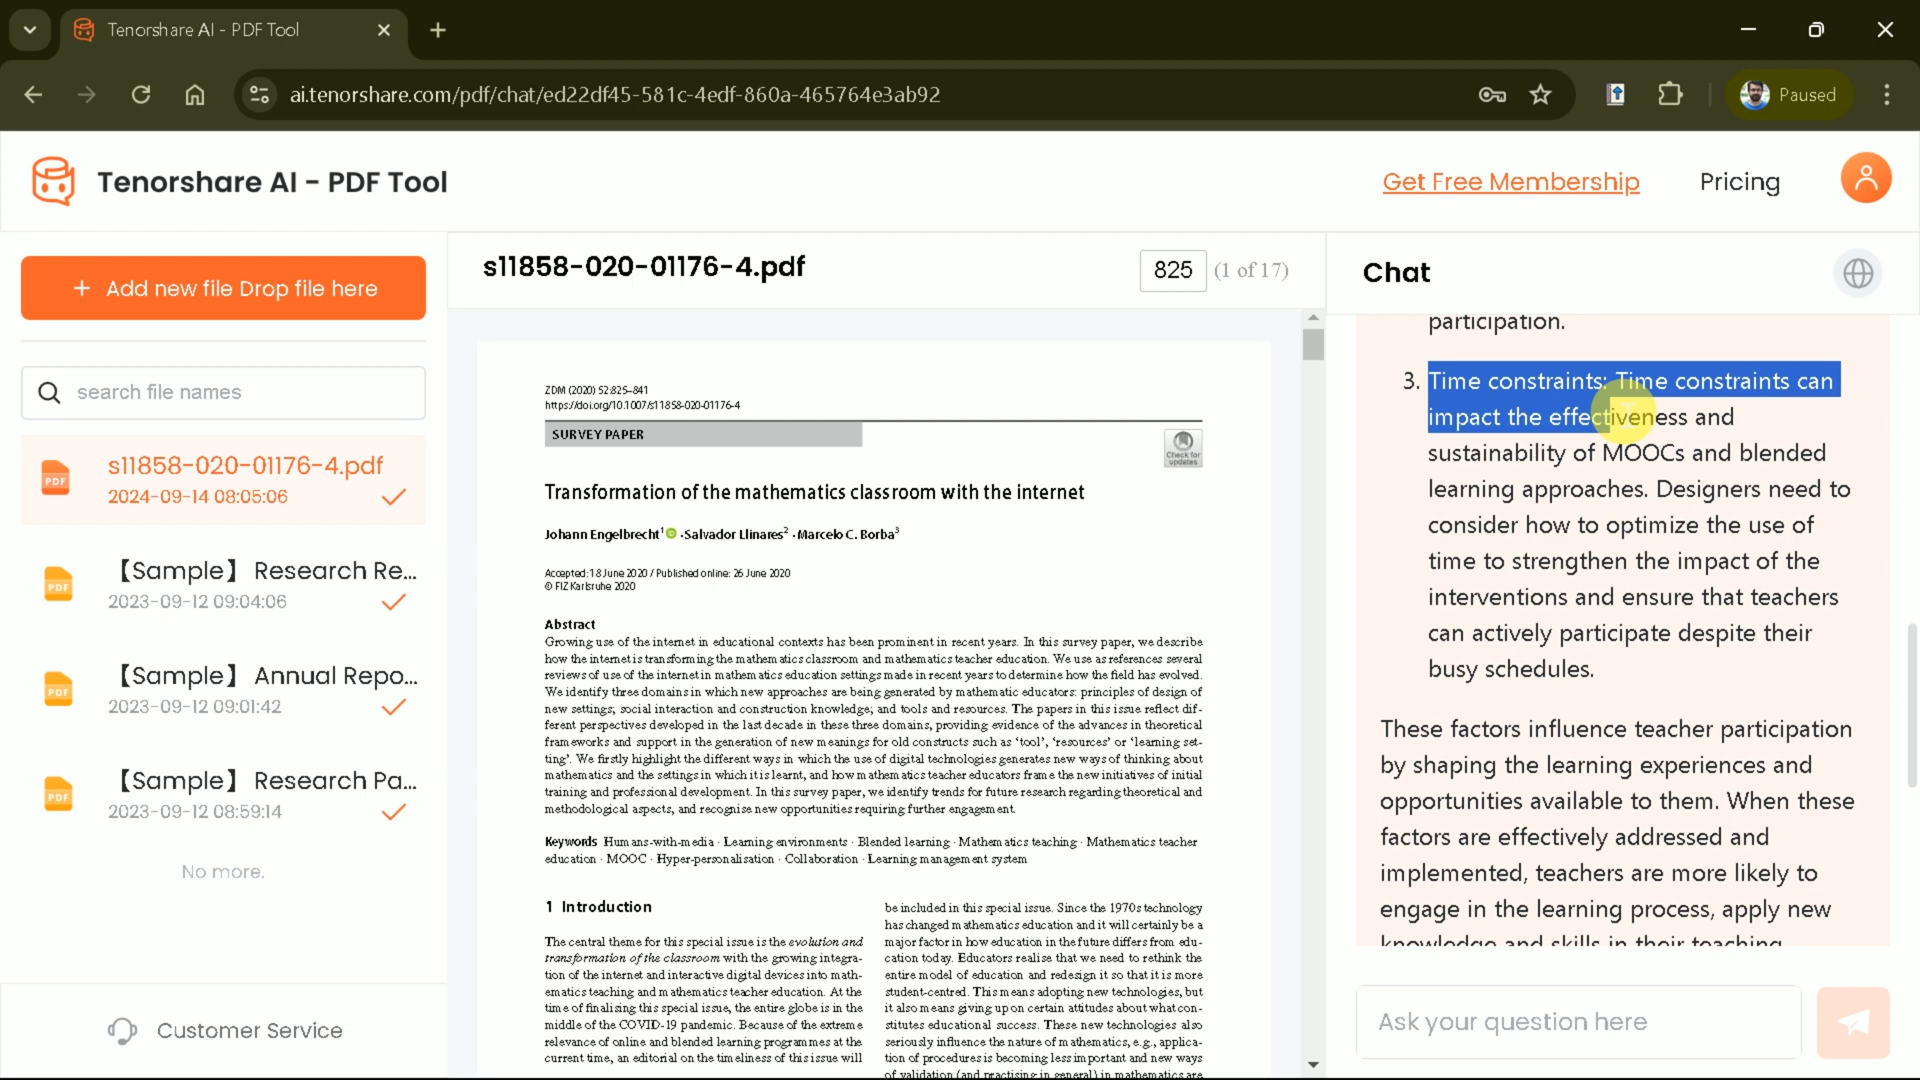 Tenorshare AI - PDF Tool
ai.tenorshare.com/pdf/chat/ed22df45-581c-4edf-860a-465764e3ab92
Paused
Tenorshare AI - PDF Tool
Get Free Membership
Pricing
+ Add new file Drop file here
search file names
PDF
s11858-020-01176-4.pdf
2024-09-14 08:05:06
PDF
【Sample】 Research Re...
2023-09-12 09:04:06
PDF
【Sample】 Annual Repo...
2023-09-12 09:01:42
PDF
【Sample】 Research Pa...
2023-09-12 08:59:14
No more.
Customer Service
s11858-020-01176-4.pdf
825 (1 of 17)
ZDM (2020) 52:825–841
https://doi.org/10.1007/s11858-020-01176-4
SURVEY PAPER
Check for
updates
Transformation of the mathematics classroom with the internet
Johann Engelbrecht1 · Salvador Llinares2 · Marcelo C. Borba3
Accepted: 18 June 2020 / Published online: 26 June 2020
© FIZ Karlsruhe 2020
Abstract
Growing use of the internet in educational contexts has been prominent in recent years. In this survey paper, we describe
how the internet is transforming the mathematics classroom and mathematics teacher education. We use as references several
reviews of use of the internet in mathematics education settings made in recent years to determine how the field has evolved.
We identify three domains in which new approaches are being generated by mathematic educators: principles of design of
new settings; social interaction and construction knowledge; and tools and resources. The papers in this issue reflect dif-
ferent perspectives developed in the last decade in these three domains, providing evidence of the advances in theoretical
frameworks and support in the generation of new meanings for old constructs such as ‘tool’, ‘resources’ or ‘learning set-
ting’. We firstly highlight the different ways in which the use of digital technologies generates new ways of thinking about
mathematics and the settings in which it is learnt, and how mathematics teacher educators frame the new initiatives of initial
training and professional development. In this survey paper, we identify trends for future research regarding theoretical and
methodological aspects, and recognise new opportunities requiring further engagement.
Keywords Humans-with-media · Learning environments · Blended learning · Mathematics teaching · Mathematics teacher
education · MOOC · Hyper-personalisation · Collaboration · Learning management system
1 Introduction
The central theme for this special issue is the evolution and
transformation of the classroom with the growing integra-
tion of the internet and interactive digital devices into math-
ematics teaching and mathematics teacher education. At the
time of finalising this special issue, the entire globe is in the
middle of the COVID-19 pandemic. Because of the extreme
relevance of online and blended learning programmes at the
current time, an editorial on the timeliness of this issue will
be included in this special issue. Since the 1970s technology
has changed mathematics education and it will certainly be a
major factor in how education in the future differs from edu-
cation today. Educators realise that we need to rethink the
entire model of education and redesign it so that it is more
student-centred. This means adopting new technologies, but
it also means giving up on certain attitudes about what con-
stitutes educational success. These new technologies also
seriously influence the nature of mathematics, e.g., applica-
tion of procedures is becoming less important and new ways
of validation (and practising in general) in mathematics are
Chat
participation.
3. Time constraints: Time constraints can
impact the effectiveness and
sustainability of MOOCs and blended
learning approaches. Designers need to
consider how to optimize the use of
time to strengthen the impact of the
interventions and ensure that teachers
can actively participate despite their
busy schedules.
These factors influence teacher participation
by shaping the learning experiences and
opportunities available to them. When these
factors are effectively addressed and
implemented, teachers are more likely to
engage in the learning process, apply new
knowledge and skills in their teaching
Ask your question here